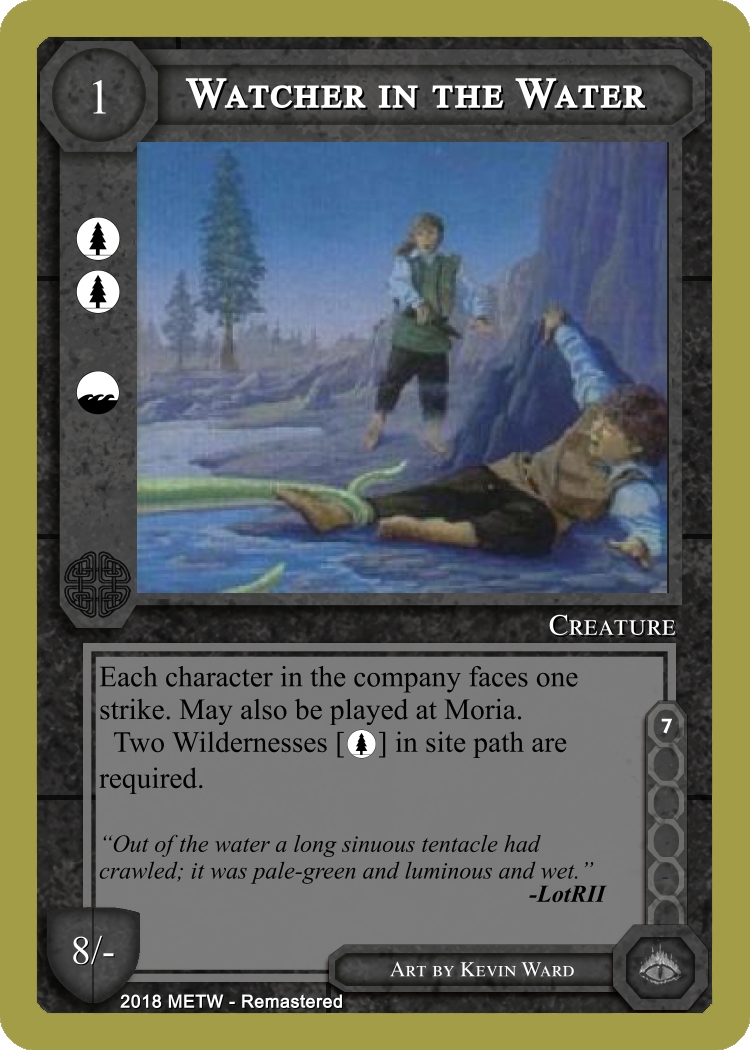 1
WATCHER IN THE WATER
CREATURE
Each character in the company faces one
strike. May also be played at Moria.
Two Wildernesses [ ] in site path are
required.
7
“Out of the water a long sinuous tentacle had
crawled; it was pale-green and luminous and wet.”
-LotRII
8/-
ART BY KEVIN WARD
2018 METW - Remastered